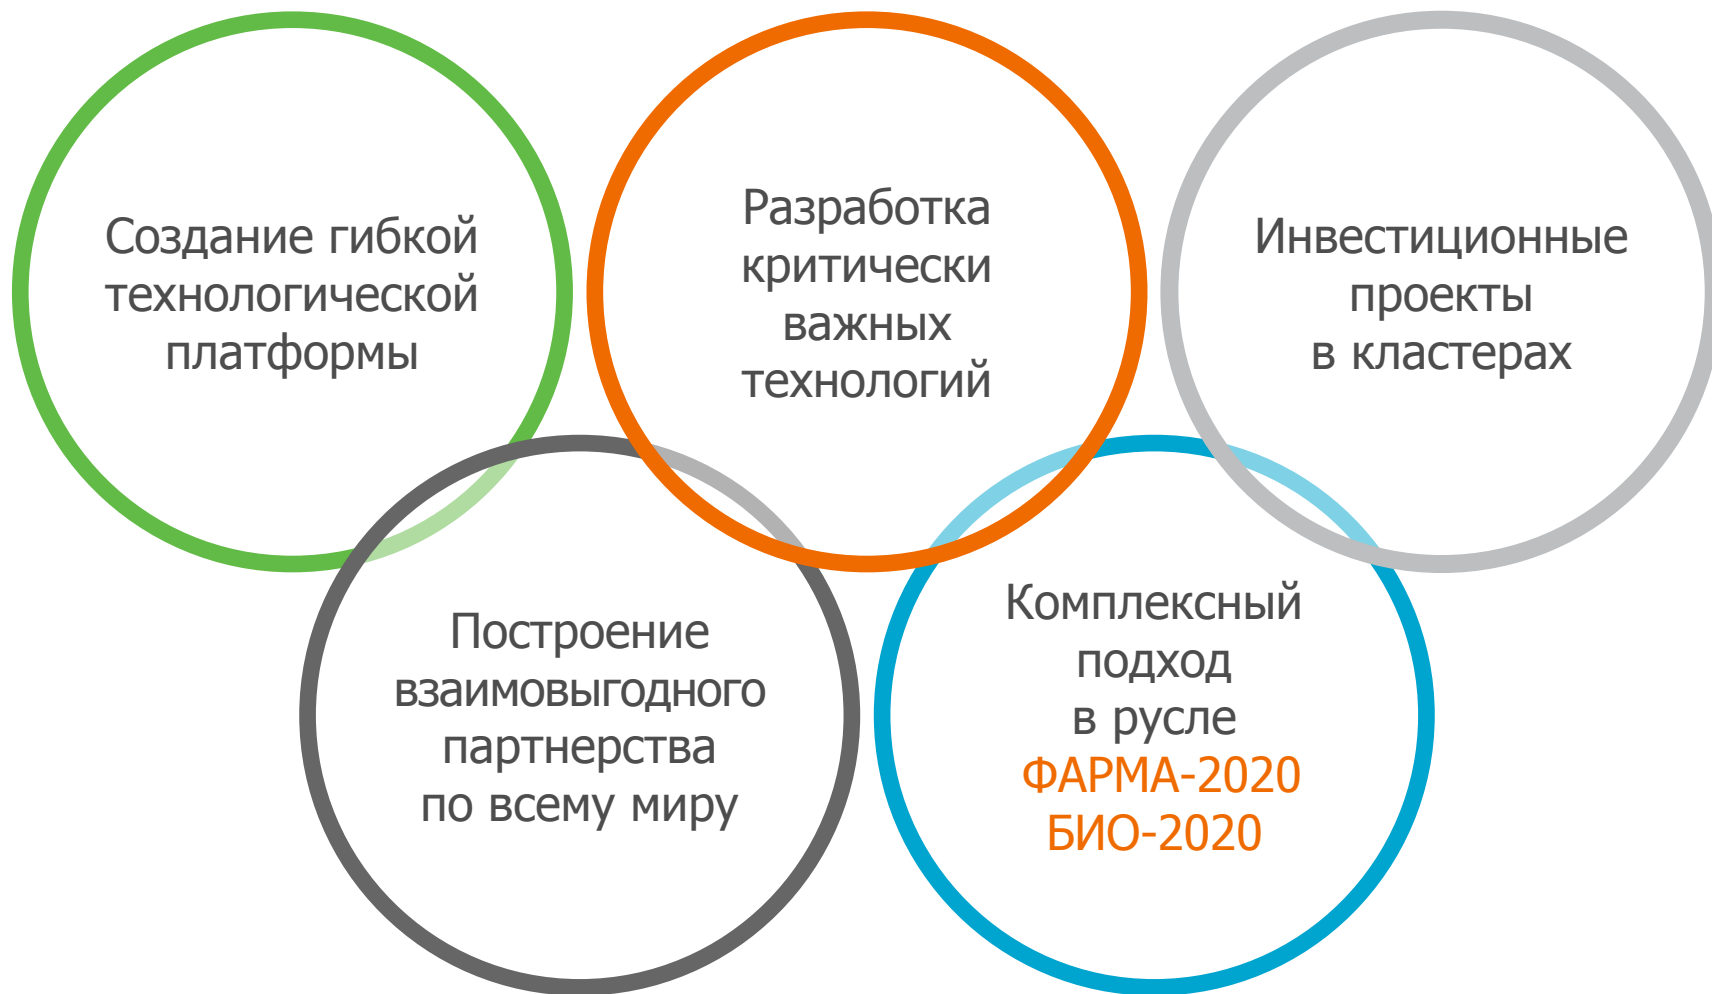 Создание гибкой
технологической
платформы
Разработка
критически
важных
технологий
Инвестиционные
проекты
в кластерах
Построение
взаимовыгодного
партнерства
по всему миру
Комплексный
подход
в русле
ФАРМА-2020
БИО-2020